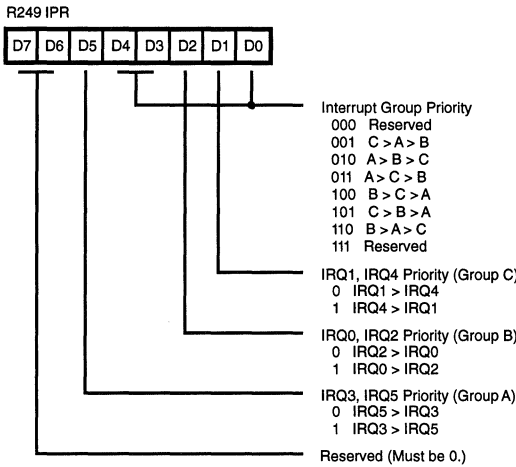 R249 IPR
D7 D6 D5 D4 D3 D2 D1 D0
Interrupt Group Priority
000 Reserved
001 C > A > B
010 A > B > C
011 A > C > B
100 B > C > A
101 C > B > A
110 B > A > C
111 Reserved
IRQ1, IRQ4 Priority (Group C)
0 IRQ1 > IRQ4
1 IRQ4 > IRQ1
IRQ0, IRQ2 Priority (Group B)
0 IRQ2 > IRQ0
1 IRQ0 > IRQ2
IRQ3, IRQ5 Priority (Group A)
0 IRQ5 > IRQ3
1 IRQ3 > IRQ5
Reserved (Must be 0.)